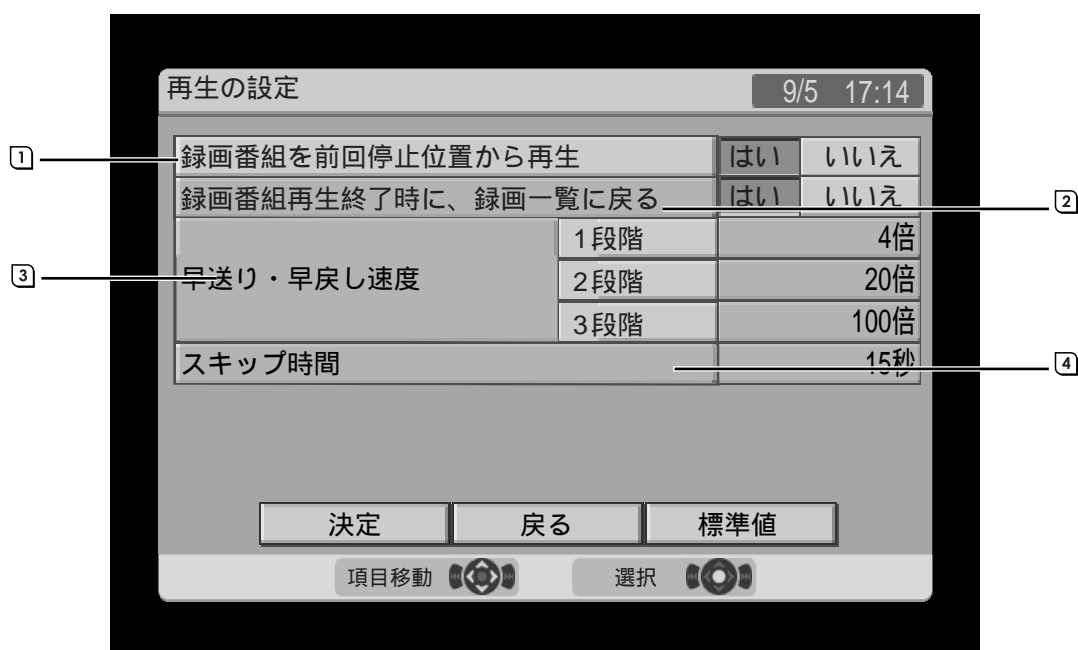 再生の設定 9/5 17:14
1 録画番組を前回停止位置から再生 はい いいえ
録画番組再生終了時に、録画一覧に戻る はい いいえ 2
1段階 4倍
3 早送り・早戻し速度 2段階 20倍
3段階 100倍
スキップ時間 15秒 4
決定 戻る 標準値
項目移動 選択